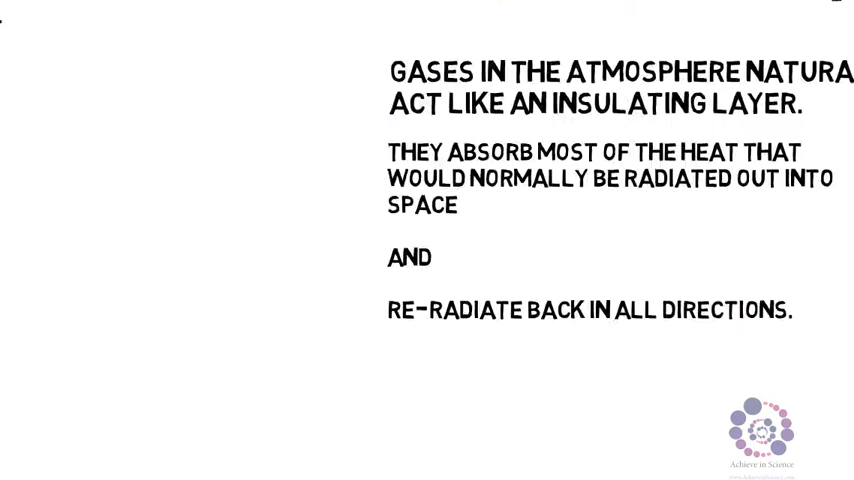 GASES IN THE ATMOSPHERE NATURA
ACT LIKE AN INSULATING LAYER.
THEY ABSORB MOST OF THE HEAT THAT
WOULD NORMALLY BE RADIATED OUT INTO
SPACE
AND
RE-RADIATE BACK IN ALL DIRECTIONS.
Achieve in Science